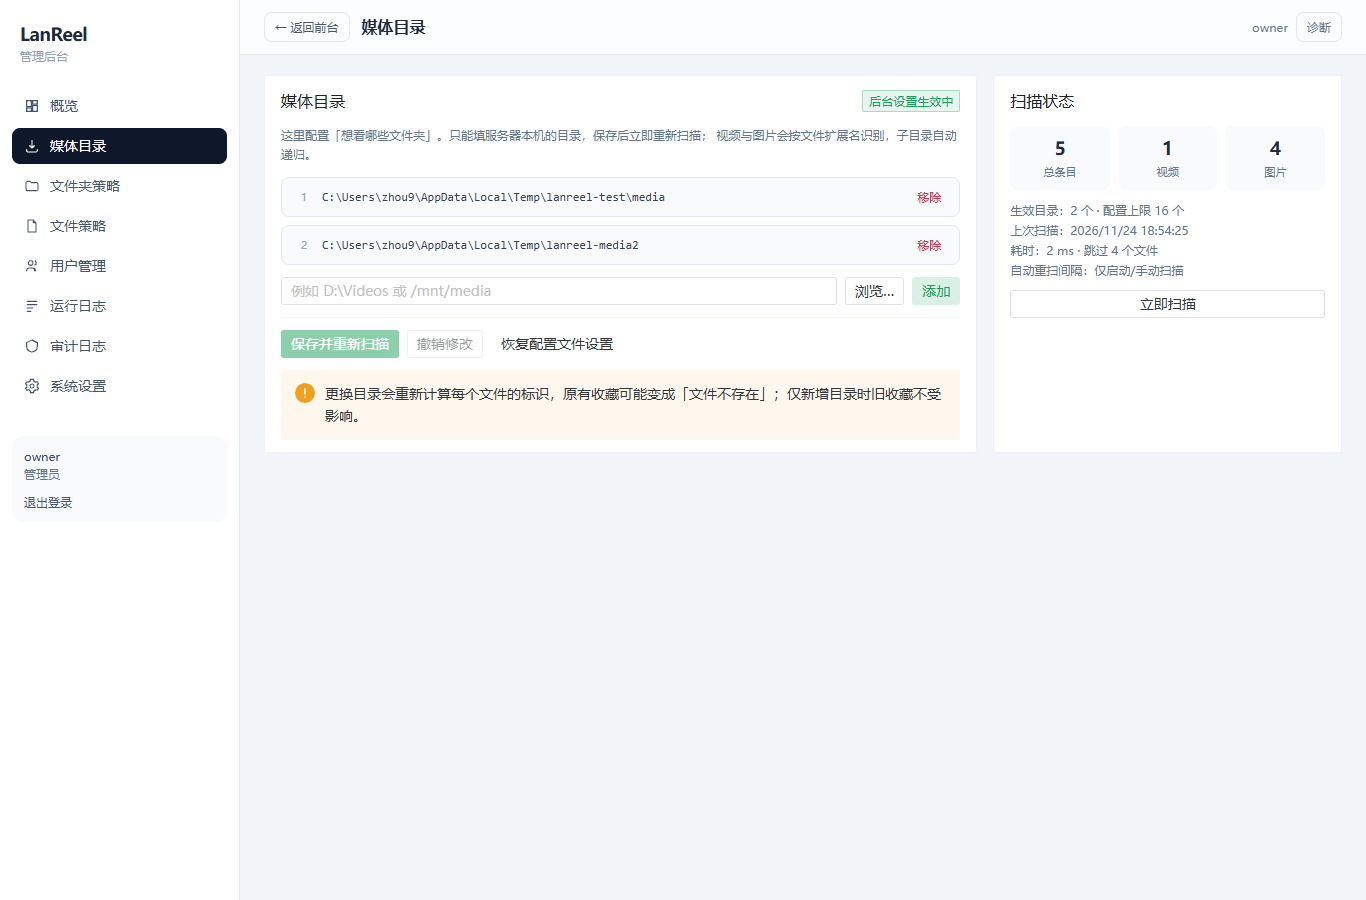 LanReel
管理后台
概览
媒体目录
文件夹策略
文件策略
用户管理
运行日志
审计日志
系统设置
owner
管理员
退出登录
← 返回前台
媒体目录
owner
诊断
媒体目录
后台设置生效中
这里配置「想看哪些文件夹」。只能填服务器本机的目录，保存后立即重新扫描； 视频与图片会按文件扩展名识别，子目录自动
递归。
1 C:\Users\zhou9\AppData\Local\Temp\lanreel-test\media 移除
2 C:\Users\zhou9\AppData\Local\Temp\lanreel-media2 移除
例如 D:\Videos 或 /mnt/media 浏览... 添加
保存并重新扫描 撤销修改 恢复配置文件设置
更换目录会重新计算每个文件的标识，原有收藏可能变成「文件不存在」；仅新增目录时旧收藏不受
影响。
扫描状态
5 1 4
总条目 视频 图片
生效目录：2 个 · 配置上限 16 个
上次扫描：2026/11/24 18:54:25
耗时：2 ms · 跳过 4 个文件
自动重扫间隔：仅启动/手动扫描
立即扫描